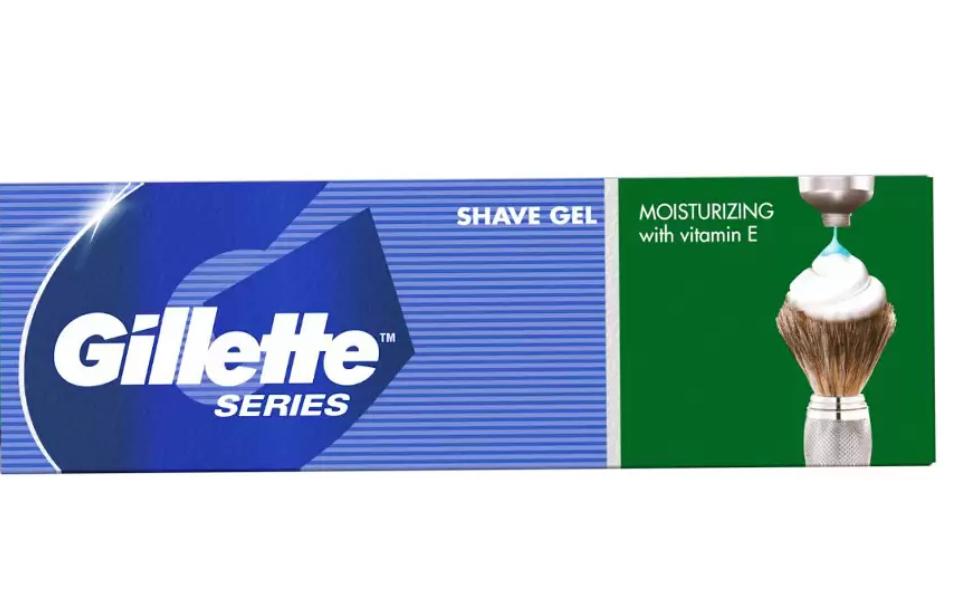 SHAVE GEL
MOISTURIZING
with vitamin E
Gillette™
SERIES